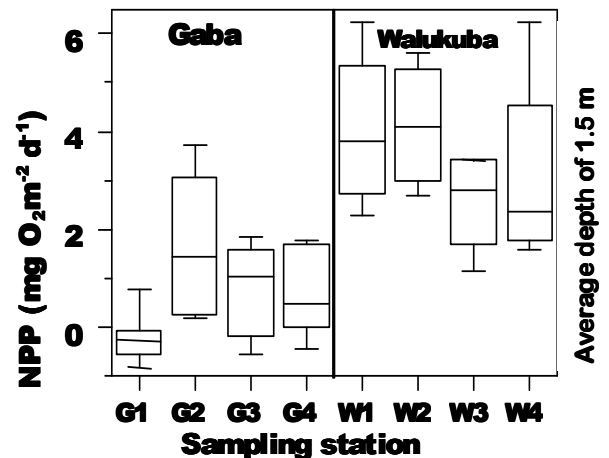 Gaba
Walukuba
NPP (mg O₂m⁻² d⁻¹)
6
4
2
0
G1 G2 G3 G4 W1 W2 W3 W4
Sampling station
Average depth of 1.5 m